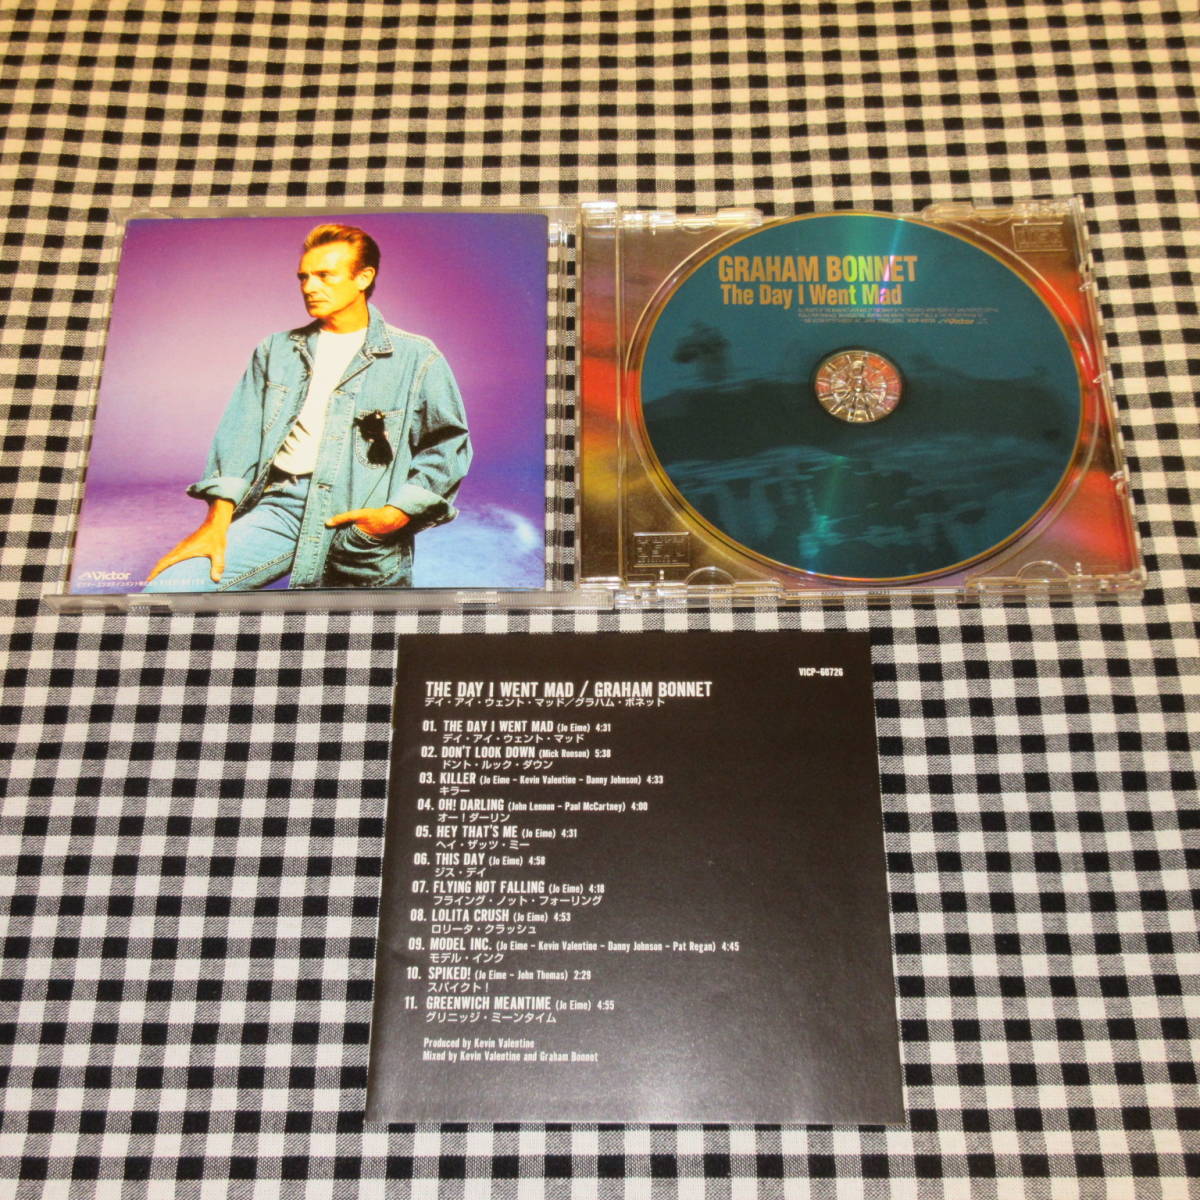 Victor
GRAHAM BONNET
The Day I Went Mad
Victor
COMPACT
VICP-60726
THE DAY I WENT MAD / GRAHAM BONNET
デイ・アイ・ウェント・マッド／グラハム・ボネット
01. THE DAY I WENT MAD (Jo Eime) 4:31
デイ・アイ・ウェント・マッド
02. DON'T LOOK DOWN (Mick Ronson) 5:38
ドント・ルック・ダウン
03. KILLER (Jo Eime - Kevin Valentine - Danny Johnson) 4:33
キラー
04. OH! DARLING (John Lennon - Paul McCartney) 4:00
オー！ダーリン
05. HEY THAT'S ME (Jo Eime) 4:31
ヘイ・ザッツ・ミー
06. THIS DAY (Jo Eime) 4:58
ジス・デイ
07. FLYING NOT FALLING (Jo Eime) 4:18
フライング・ノット・フォーリング
08. LOLITA CRUSH (Jo Eime) 4:53
ロリータ・クラッシュ
09. MODEL INC. (Jo Eime - Kevin Valentine - Danny Johnson - Pat Regan) 4:45
モデル・インク
10. SPIKED! (Jo Eime - John Thomas) 2:29
スパイクト！
11. GREENWICH MEANTIME (Jo Eime) 4:55
グリニッジ・ミーンタイム
Produced by Kevin Valentine
Mixed by Kevin Valentine and Graham Bonnet